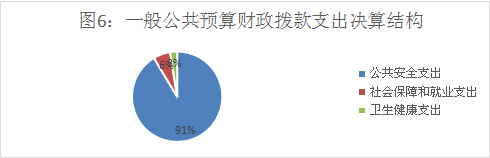 图6：一般公共预算财政拨款支出决算结构
6%
91%
公共安全支出
社会保障和就业支出
卫生健康支出